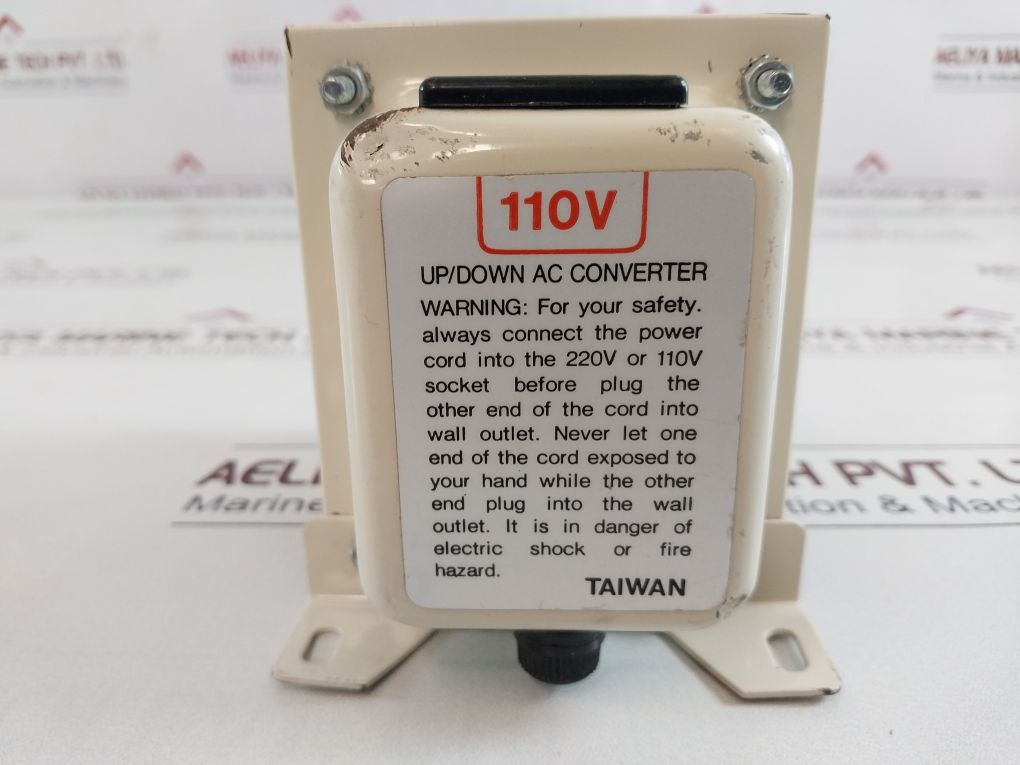 110V
UP/DOWN AC CONVERTER
WARNING: For your safety.
always connect the power
cord into the 220V or 110V
socket before plug the
other end of the cord into
wall outlet. Never let one
end of the cord exposed to
your hand while the other
end plug into the wall
outlet. It is in danger of
electric shock or fire
hazard.
TAIWAN